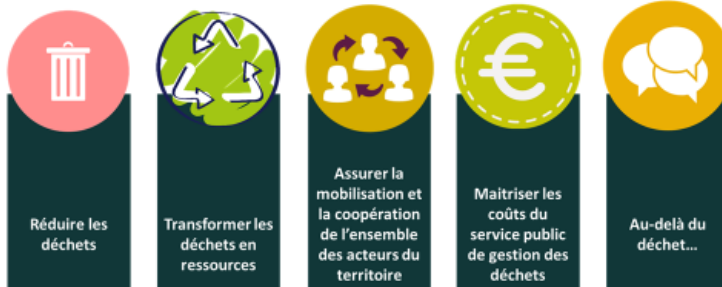 Réduire les
déchets
Transformer les
déchets en
ressources
Assurer la
mobilisation et
la coopération
de l'ensemble
des acteurs du
territoire
€
Maitriser les
coûts du
service public
de gestion des
déchets
Au-delà du
déchet...